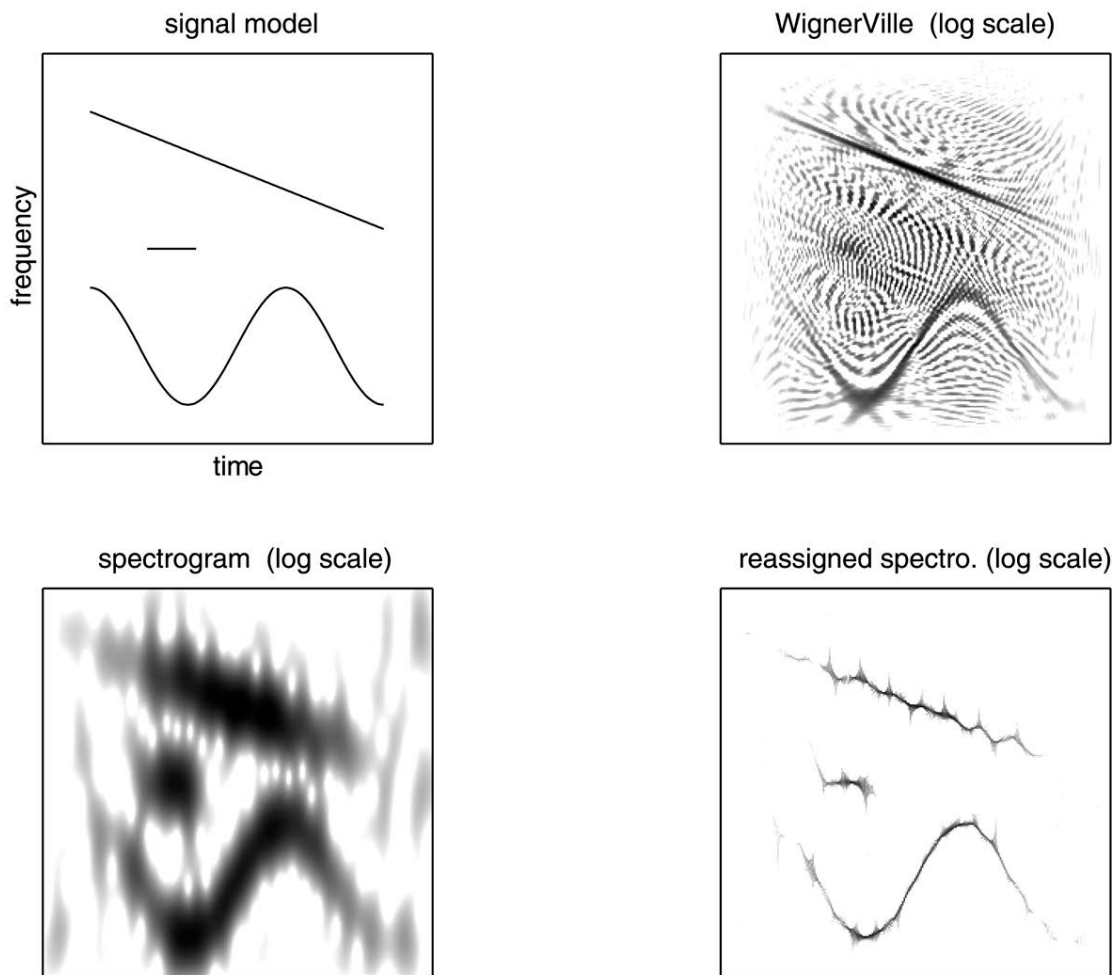 signal model
WignerVille (log scale)
frequency
time
spectrogram (log scale)
reassigned spectro. (log scale)